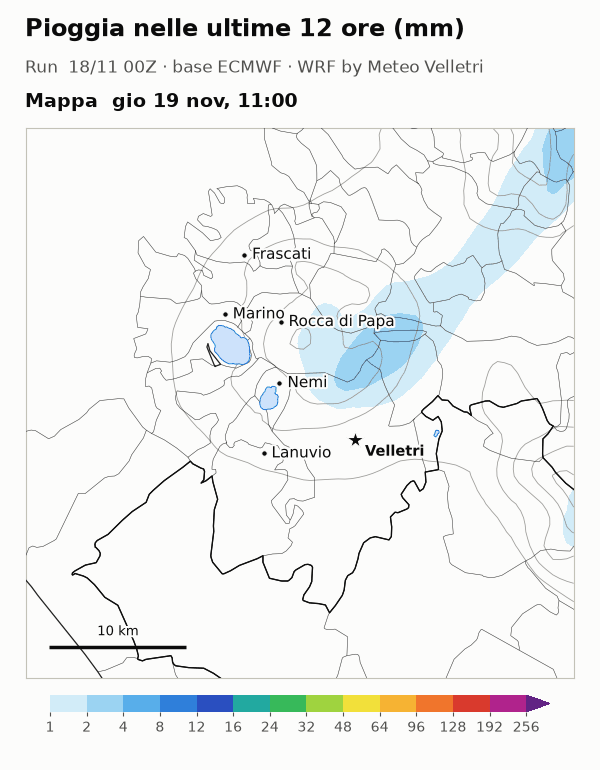 Pioggia nelle ultime 12 ore (mm)
Run  18/11 00Z · base ECMWF · WRF by Meteo Velletri
Mappa  gio 19 nov, 11:00
Frascati
Marino
Rocca di Papa
Nemi
Velletri
Lanuvio
10 km
1 2 4 8 12 16 24 32 48 64 96 128 192 256